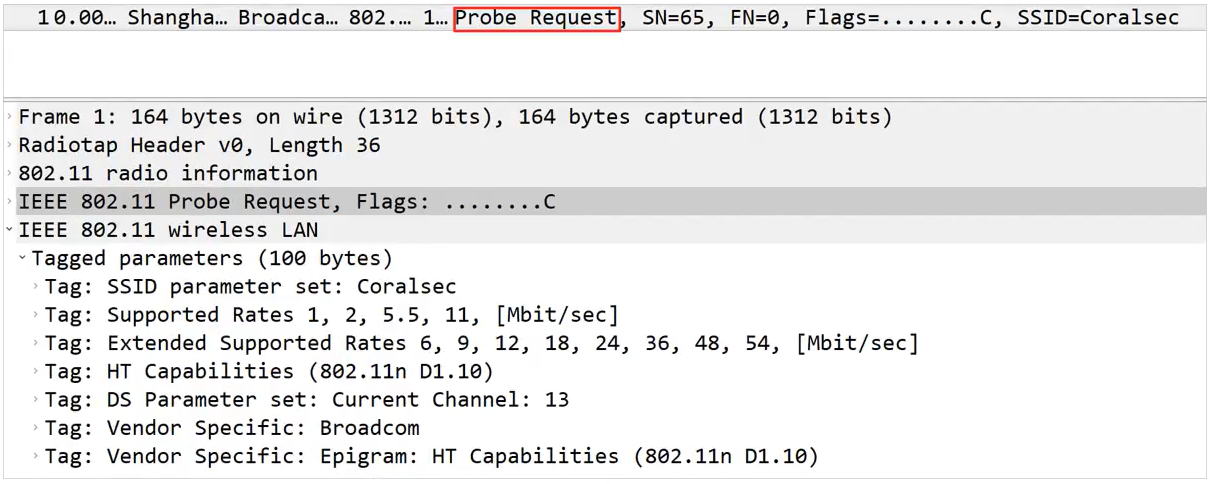 1 0.00… Shangha… Broadca… 802.… 1… Probe Request, SN=65, FN=0, Flags=........C, SSID=Coralsec
Frame 1: 164 bytes on wire (1312 bits), 164 bytes captured (1312 bits)
Radiotap Header v0, Length 36
802.11 radio information
IEEE 802.11 Probe Request, Flags: ........C
IEEE 802.11 wireless LAN
Tagged parameters (100 bytes)
Tag: SSID parameter set: Coralsec
Tag: Supported Rates 1, 2, 5.5, 11, [Mbit/sec]
Tag: Extended Supported Rates 6, 9, 12, 18, 24, 36, 48, 54, [Mbit/sec]
Tag: HT Capabilities (802.11n D1.10)
Tag: DS Parameter set: Current Channel: 13
Tag: Vendor Specific: Broadcom
Tag: Vendor Specific: Epigram: HT Capabilities (802.11n D1.10)